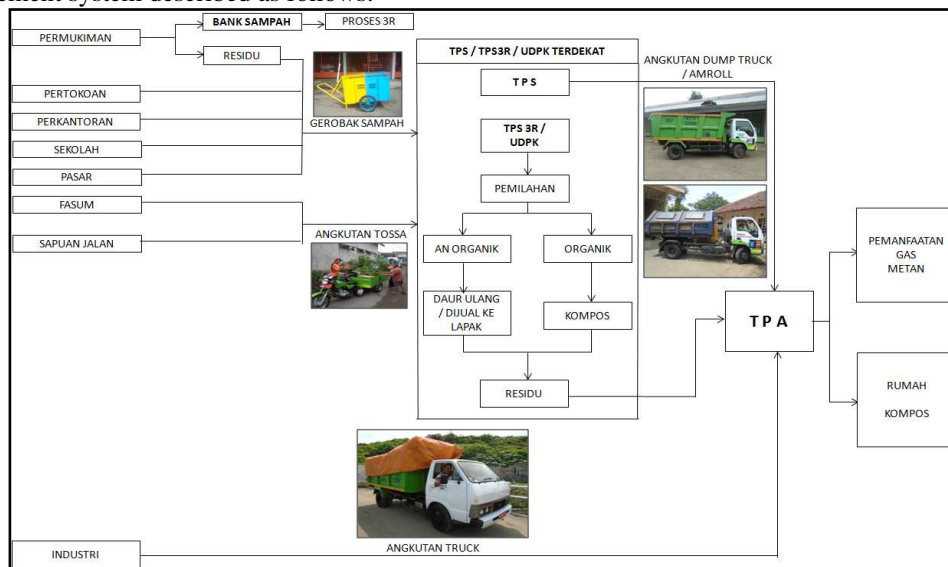 ement system described as follows:
PERMUKIMAN
BANK SAMPAH
PROSES 3R
RESIDU
PERTOKOAN
PERKANTORAN
SEKOLAH
PASAR
FASUM
SAPUAN JALAN
GEROBAK SAMPAH
ANGKUTAN TOSSA
TPS / TPS3R / UDPK TERDEKAT
T P S
TPS 3R /
UDPK
PEMILAHAN
AN ORGANIK
ORGANIK
DAUR ULANG
/ DIJUAL KE
LAPAK
KOMPOS
RESIDU
ANGKUTAN DUMP TRUCK
/ AMROLL
T P A
PEMANFAATAN
GAS
METAN
RUMAH
KOMPOS
INDUSTRI
ANGKUTAN TRUCK